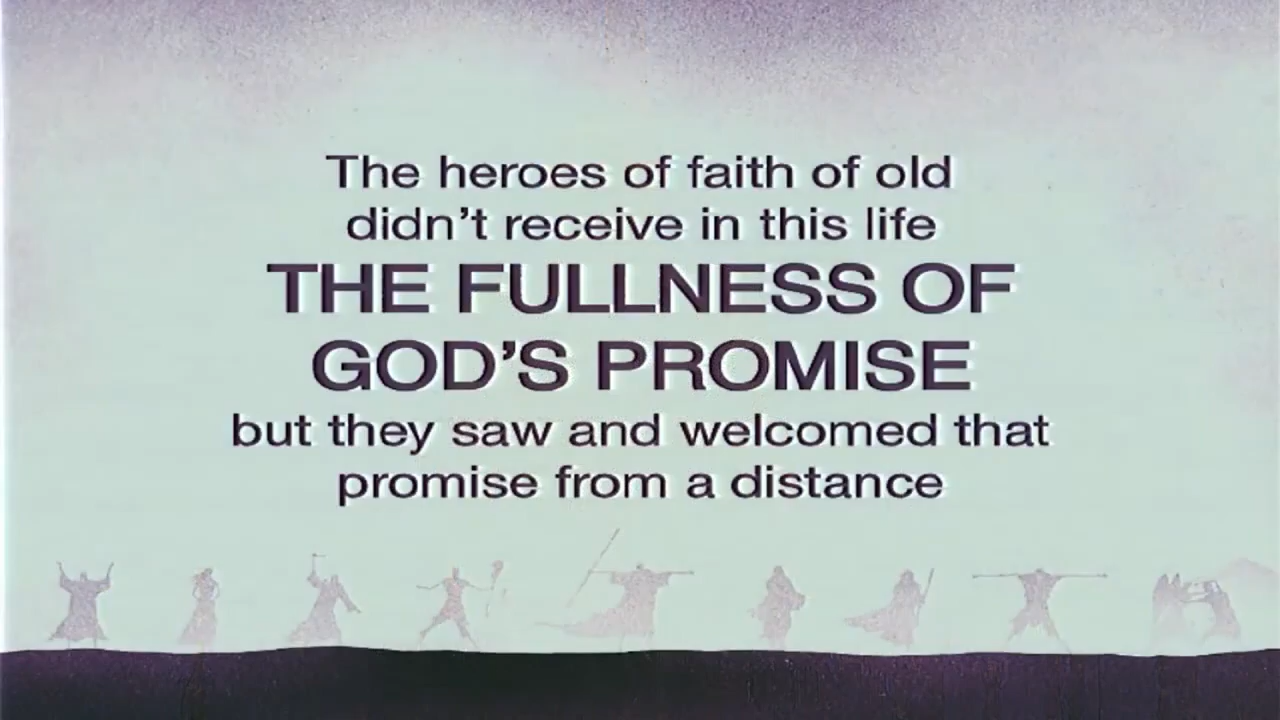 The heroes of faith of old
didn’t receive in this life
THE FULLNESS OF
GOD’S PROMISE
but they saw and welcomed that
promise from a distance